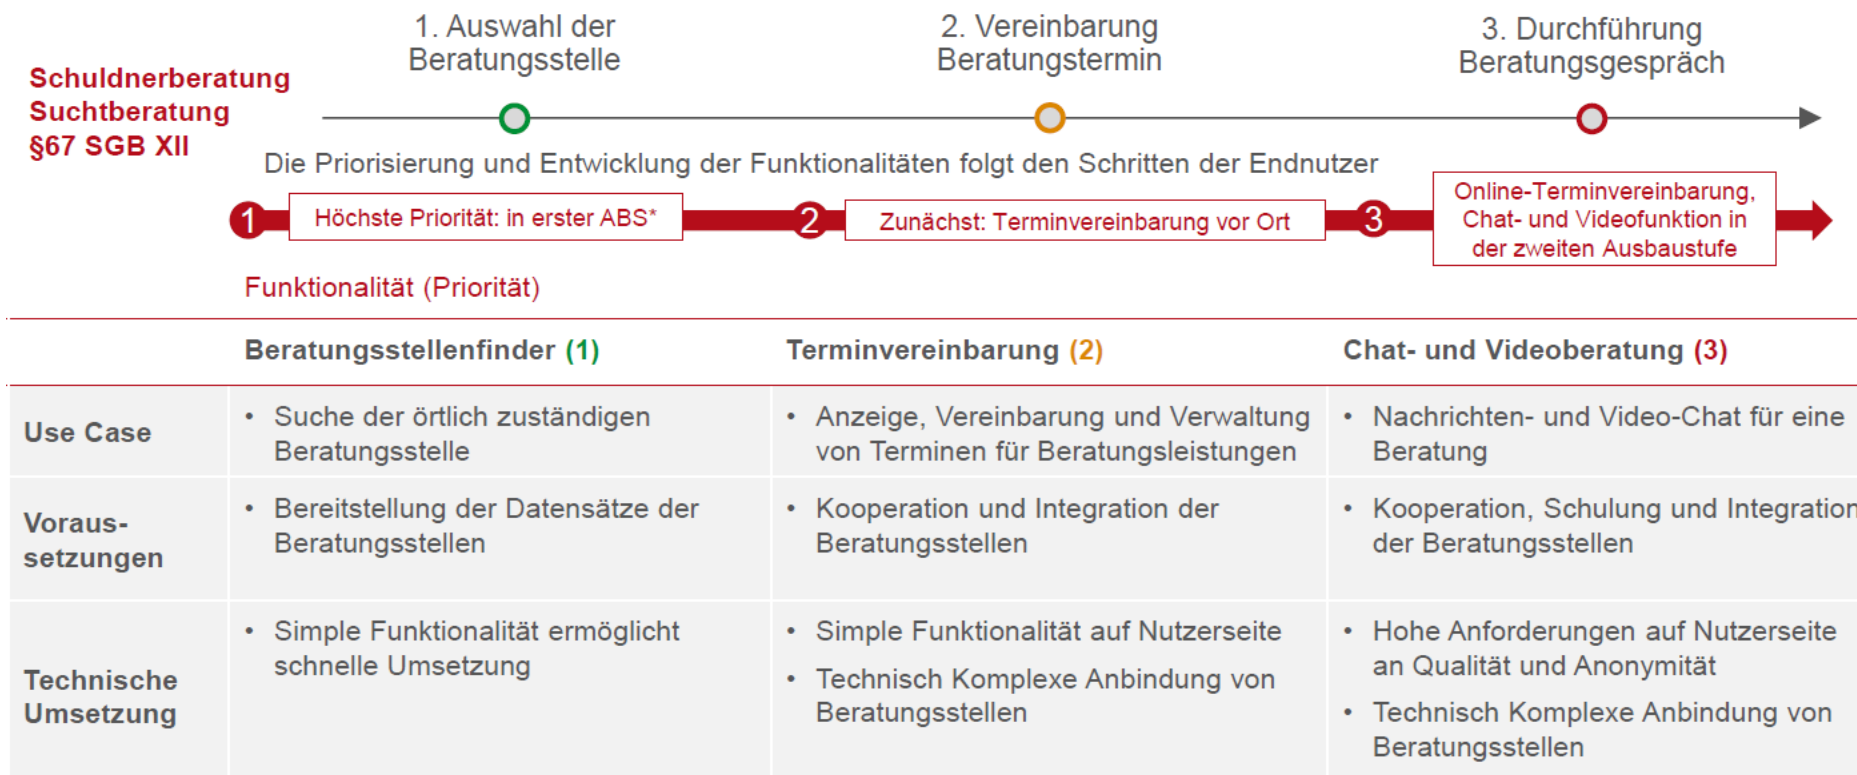 1. Auswahl der
Beratungsstelle
2. Vereinbarung
Beratungstermin
3. Durchführung
Beratungsgespräch
Schuldnerberatung
Suchtberatung
§67 SGB XII
Die Priorisierung und Entwicklung der Funktionalitäten folgt den Schritten der Endnutzer
1
Höchste Priorität: in erster ABS*
2
Zunächst: Terminvereinbarung vor Ort
3
Online-Terminvereinbarung,
Chat- und Videofunktion in
der zweiten Ausbaustufe
Funktionalität (Priorität)
Beratungsstellenfinder (1)
Terminvereinbarung (2)
Chat- und Videoberatung (3)
Use Case
• Suche der örtlich zuständigen
Beratungsstelle
• Anzeige, Vereinbarung und Verwaltung
von Terminen für Beratungsleistungen
• Nachrichten- und Video-Chat für eine
Beratung
Voraus-
setzungen
• Bereitstellung der Datensätze der
Beratungsstellen
• Kooperation und Integration der
Beratungsstellen
• Kooperation, Schulung und Integration
der Beratungsstellen
Technische
Umsetzung
• Simple Funktionalität ermöglicht
schnelle Umsetzung
• Simple Funktionalität auf Nutzerseite
• Technisch Komplexe Anbindung von
Beratungsstellen
• Hohe Anforderungen auf Nutzerseite
an Qualität und Anonymität
• Technisch Komplexe Anbindung von
Beratungsstellen